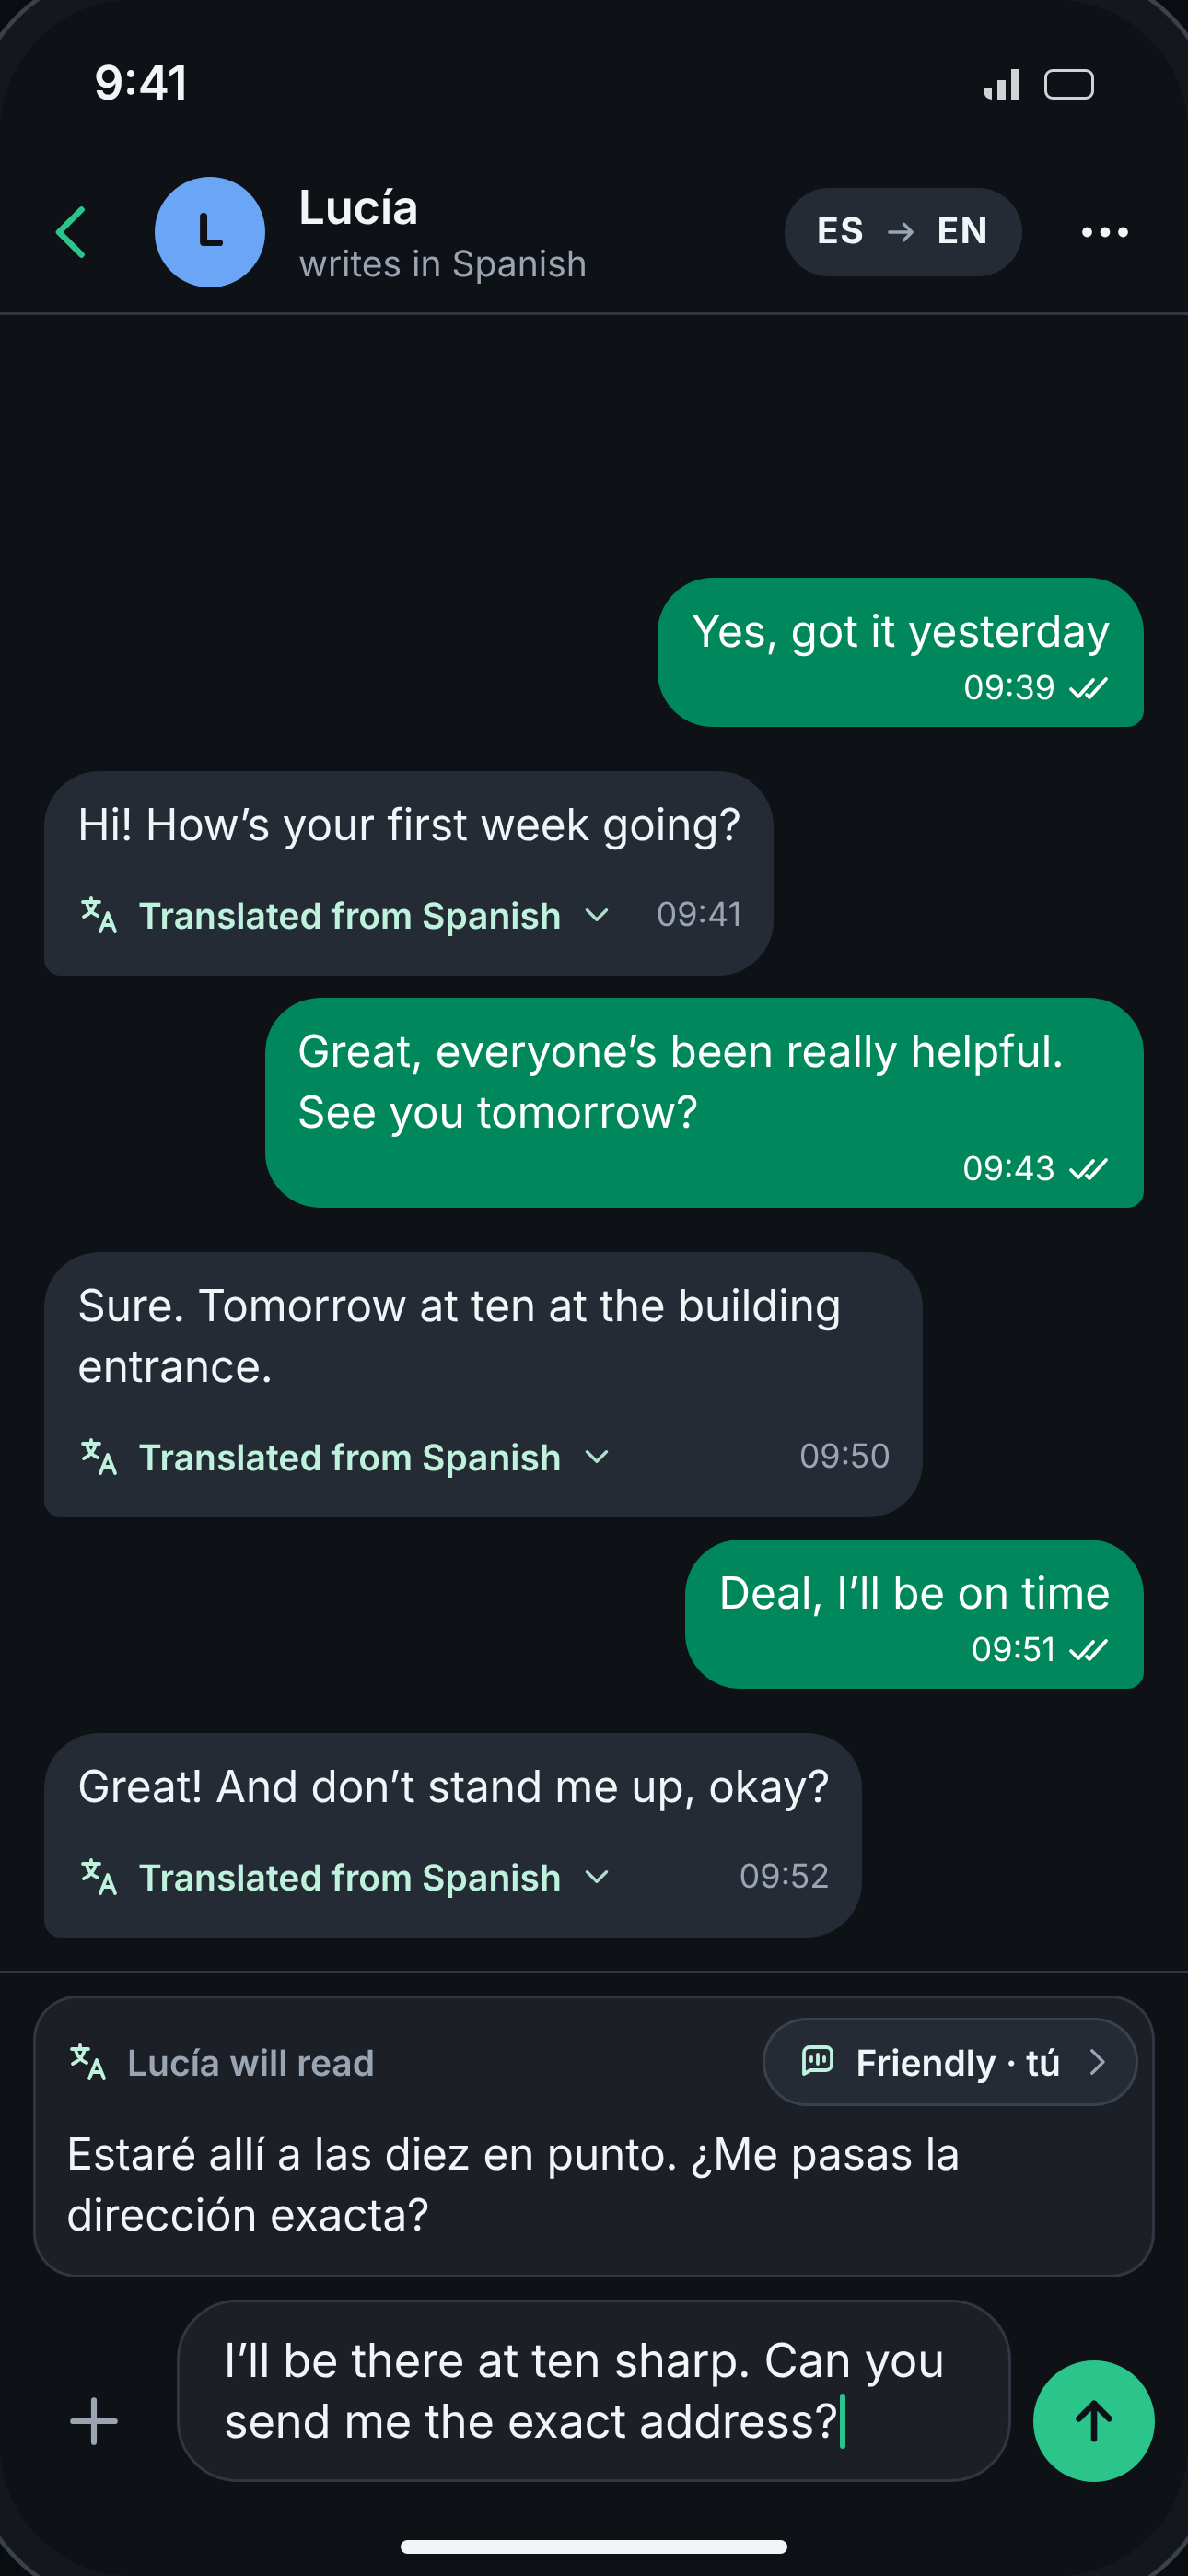 9:41
L
Lucía
writes in Spanish
ES → EN
Yes, got it yesterday
09:39
Hi! How’s your first week going?
Translated from Spanish
09:41
Great, everyone’s been really helpful.
See you tomorrow?
09:43
Sure. Tomorrow at ten at the building
entrance.
Translated from Spanish
09:50
Deal, I’ll be on time
09:51
Great! And don’t stand me up, okay?
Translated from Spanish
09:52
Lucía will read
Friendly · tú
Estaré allí a las diez en punto. ¿Me pasas la
dirección exacta?
I’ll be there at ten sharp. Can you
send me the exact address?